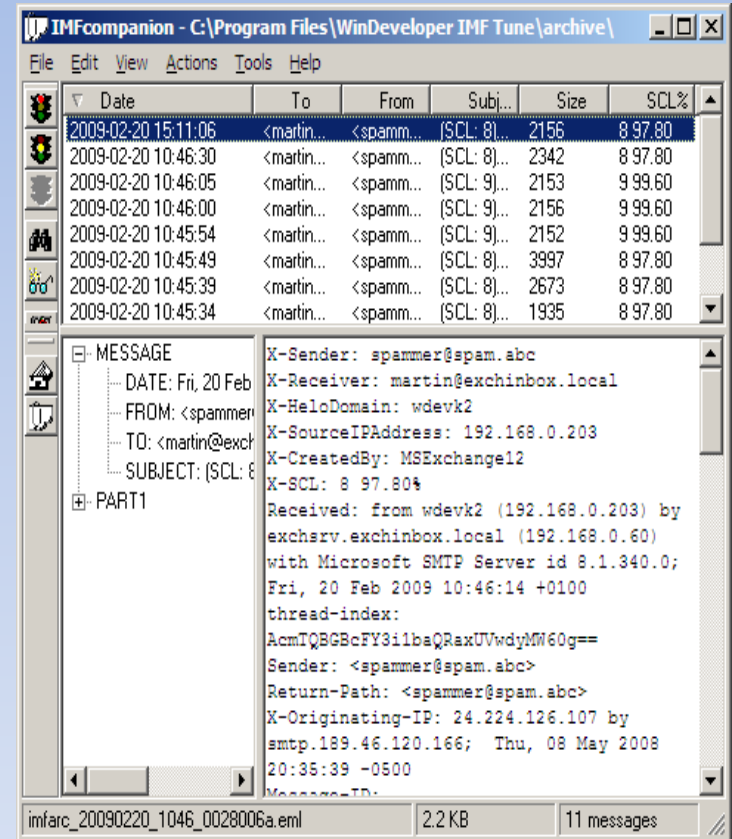 IMFcompanion - C:\Program Files\WinDeveloper IMF Tune\archive\
File Edit View Actions Tools Help
Date To From Subj... Size SCL%
2009-02-20 15:11:06 <martin... <spamm... (SCL: 8)... 2156 8 97.80
2009-02-20 10:46:30 <martin... <spamm... (SCL: 8)... 2342 8 97.80
2009-02-20 10:46:05 <martin... <spamm... (SCL: 9)... 2153 9 99.60
2009-02-20 10:46:00 <martin... <spamm... (SCL: 9)... 2156 9 99.60
2009-02-20 10:45:54 <martin... <spamm... (SCL: 9)... 2152 9 99.60
2009-02-20 10:45:49 <martin... <spamm... (SCL: 8)... 3997 8 97.80
2009-02-20 10:45:39 <martin... <spamm... (SCL: 8)... 2673 8 97.80
2009-02-20 10:45:34 <martin... <spamm... (SCL: 8)... 1935 8 97.80
MESSAGE
DATE: Fri, 20 Feb
FROM: <spammer
TO: <martin@exch
SUBJECT: (SCL: 8
PART1
X-Sender: spammer@spam.abc
X-Receiver: martin@exchinbox.local
X-HeloDomain: wdevk2
X-SourceIPAddress: 192.168.0.203
X-CreatedBy: MSExchange12
X-SCL: 8 97.80%
Received: from wdevk2 (192.168.0.203) by
exchsrv.exchinbox.local (192.168.0.60)
with Microsoft SMTP Server id 8.1.340.0;
Fri, 20 Feb 2009 10:46:14 +0100
thread-index:
AcmTQBGBcFY3i1baQRaxUVwdyMW60g==
Sender: <spammer@spam.abc>
Return-Path: <spammer@spam.abc>
X-Originating-IP: 24.224.126.107 by
smtp.189.46.120.166; Thu, 08 May 2008
20:35:39 -0500
Message-ID:
imfarc_20090220_1046_0028006a.eml 2.2 KB 11 messages